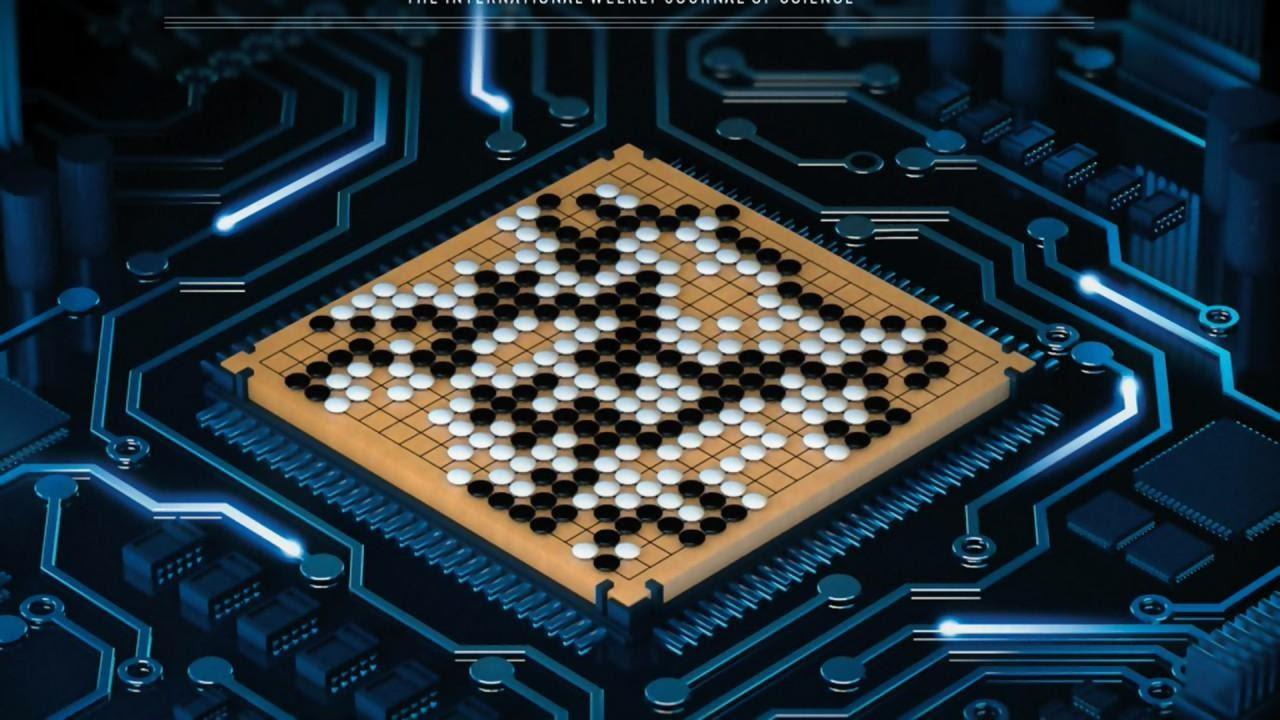 THE INTERNATIONAL WEEKLY JOURNAL OF SCIENCE